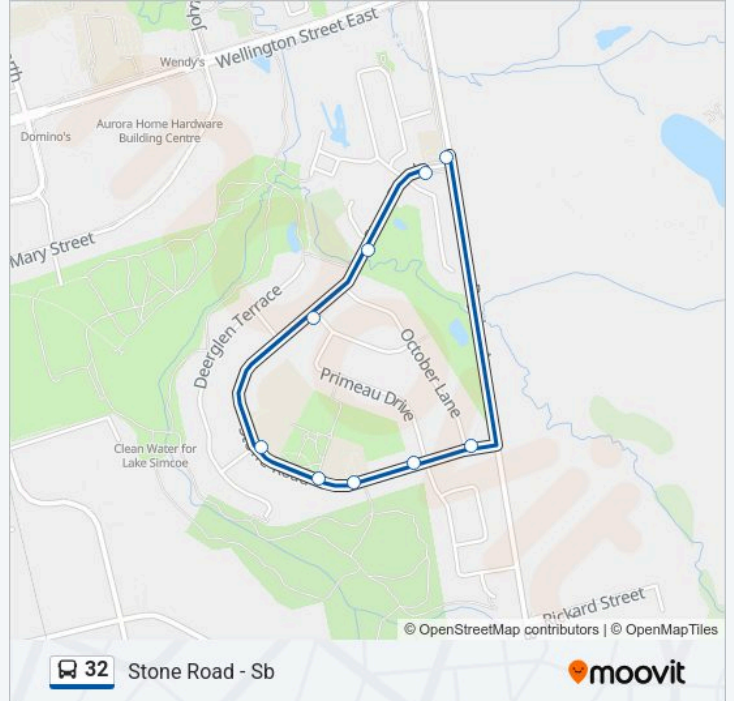 Wellington Street East
Wendy's
Aurora Home Hardware
Building Centre
Domino's
Mary Street
Deerglen Terrace
October Lane
Primeau Drive
Clean Water for
Lake Simcoe
Rickard Street
© OpenStreetMap contributors | © OpenMapTiles
32 Stone Road - Sb
moovit